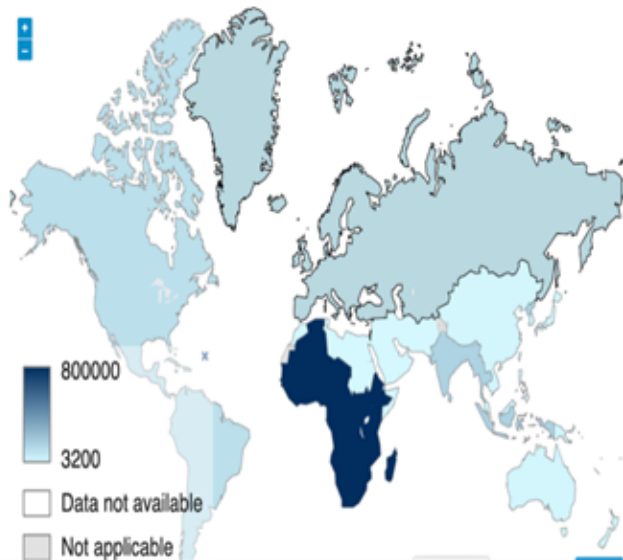 +
−
x
800000
3200
Data not available
Not applicable